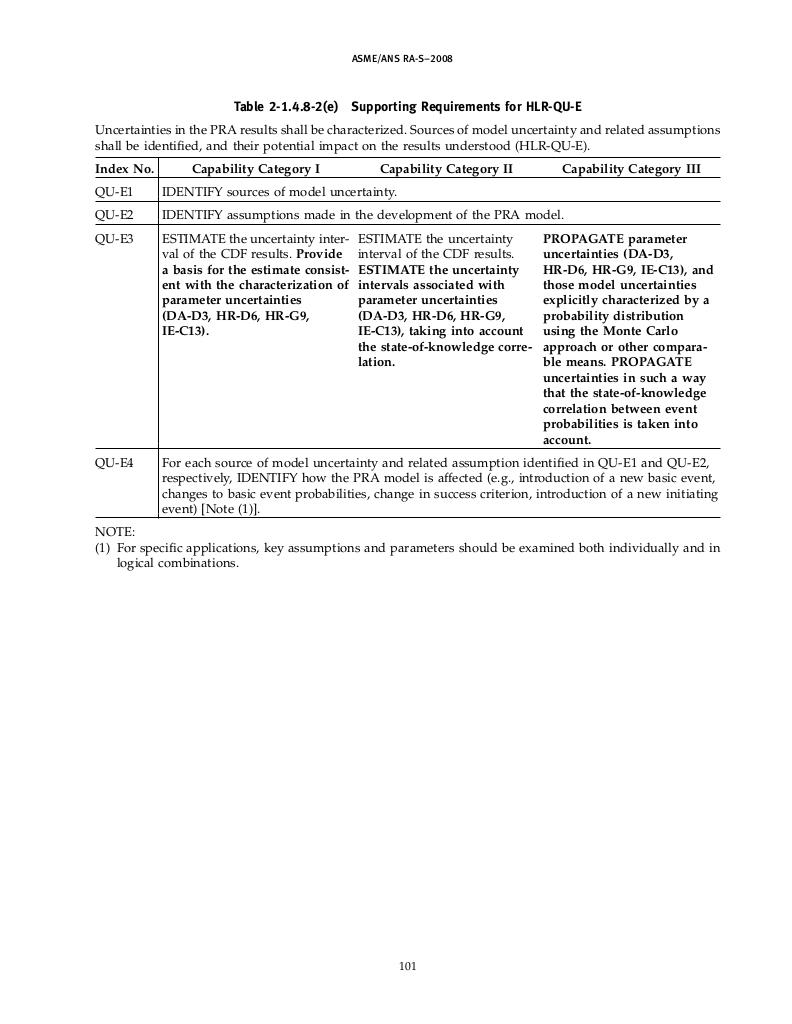 ASME/ANS RA-S–2008
Table 2-1.4.8-2(e) Supporting Requirements for HLR-QU-E
Uncertainties in the PRA results shall be characterized. Sources of model uncertainty and related assumptions
shall be identified, and their potential impact on the results understood (HLR-QU-E).
Index No. Capability Category I Capability Category II Capability Category III
QU-E1 IDENTIFY sources of model uncertainty.
QU-E2 IDENTIFY assumptions made in the development of the PRA model.
QU-E3
ESTIMATE the uncertainty inter-
val of the CDF results. Provide
a basis for the estimate consist-
ent with the characterization of
parameter uncertainties
(DA-D3, HR-D6, HR-G9,
IE-C13).
ESTIMATE the uncertainty
interval of the CDF results.
ESTIMATE the uncertainty
intervals associated with
parameter uncertainties
(DA-D3, HR-D6, HR-G9,
IE-C13), taking into account
the state-of-knowledge corre-
lation.
PROPAGATE parameter
uncertainties (DA-D3,
HR-D6, HR-G9, IE-C13), and
those model uncertainties
explicitly characterized by a
probability distribution
using the Monte Carlo
approach or other compara-
ble means. PROPAGATE
uncertainties in such a way
that the state-of-knowledge
correlation between event
probabilities is taken into
account.
QU-E4 For each source of model uncertainty and related assumption identified in QU-E1 and QU-E2,
respectively, IDENTIFY how the PRA model is affected (e.g., introduction of a new basic event,
changes to basic event probabilities, change in success criterion, introduction of a new initiating
event) [Note (1)].
NOTE:
(1) For specific applications, key assumptions and parameters should be examined both individually and in
logical combinations.
101